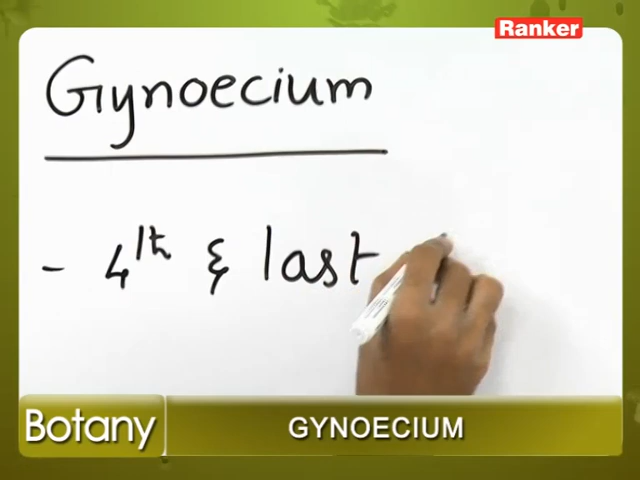 Ranker
Gynoecium
- 4th & last
Botany
GYNOECIUM